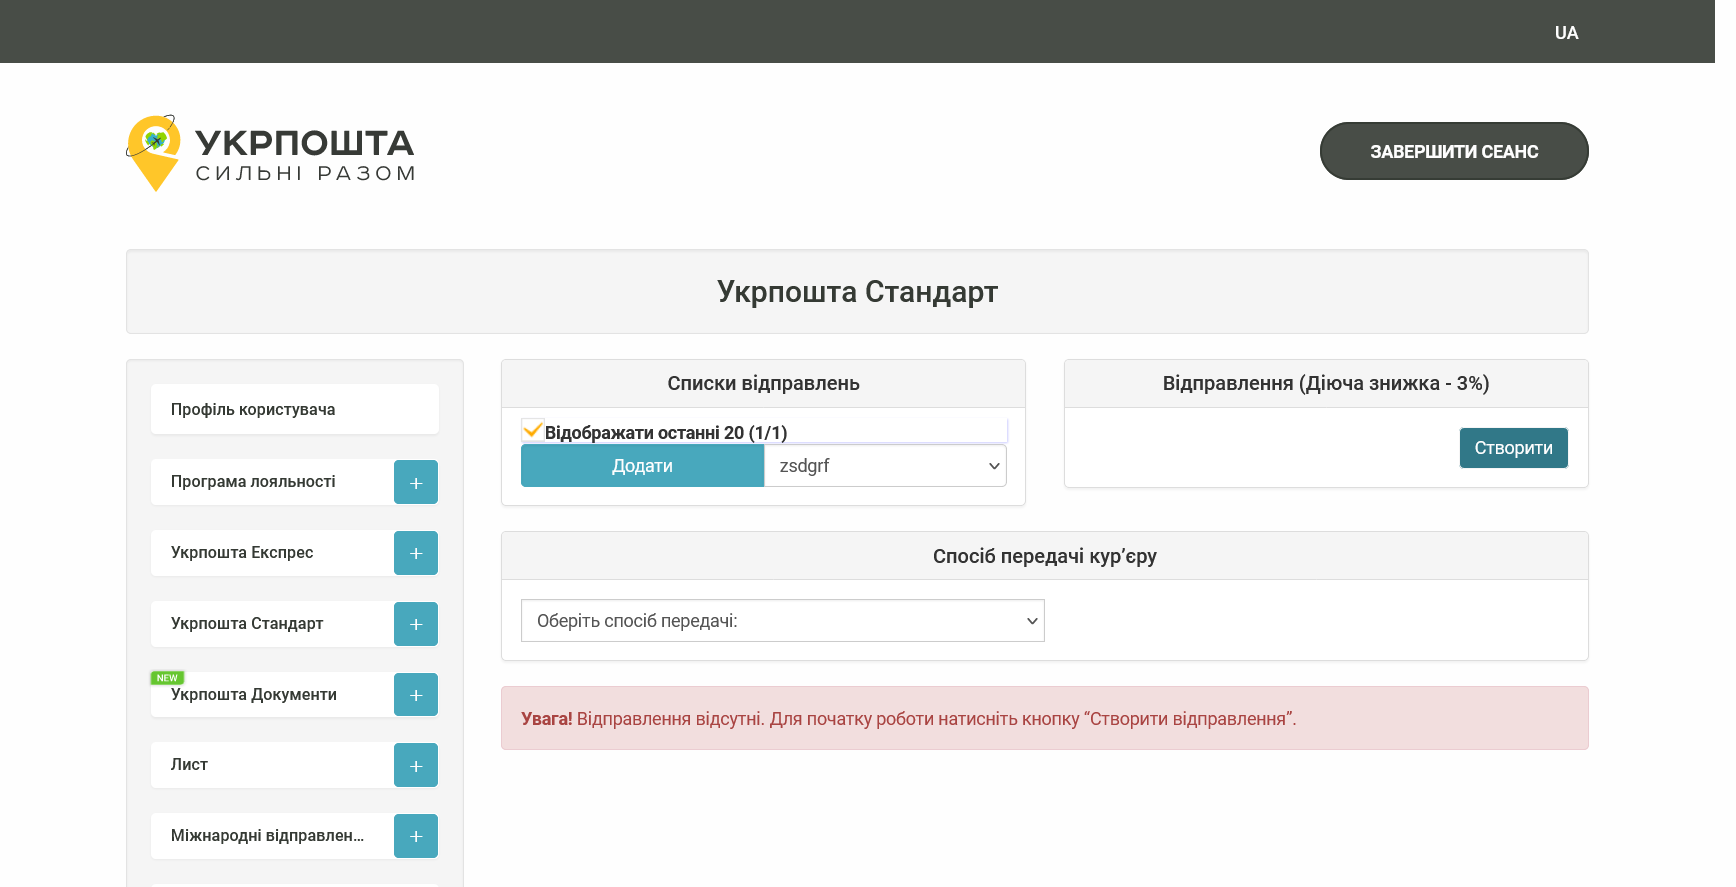 UA
УКРПОШТА
СИЛЬНІ РАЗОМ
ЗАВЕРШИТИ СЕАНС
Укрпошта Стандарт
Профіль користувача
Програма лояльності
Укрпошта Експрес
Укрпошта Стандарт
NEW
Укрпошта Документи
Лист
Міжнародні відправлен...
Списки відправлень
Відображати останні 20 (1/1)
Додати
zsdgrf
Відправлення (Діюча знижка - 3%)
Створити
Спосіб передачі кур’єру
Оберіть спосіб передачі:
Увага! Відправлення відсутні. Для початку роботи натисніть кнопку “Створити відправлення”.